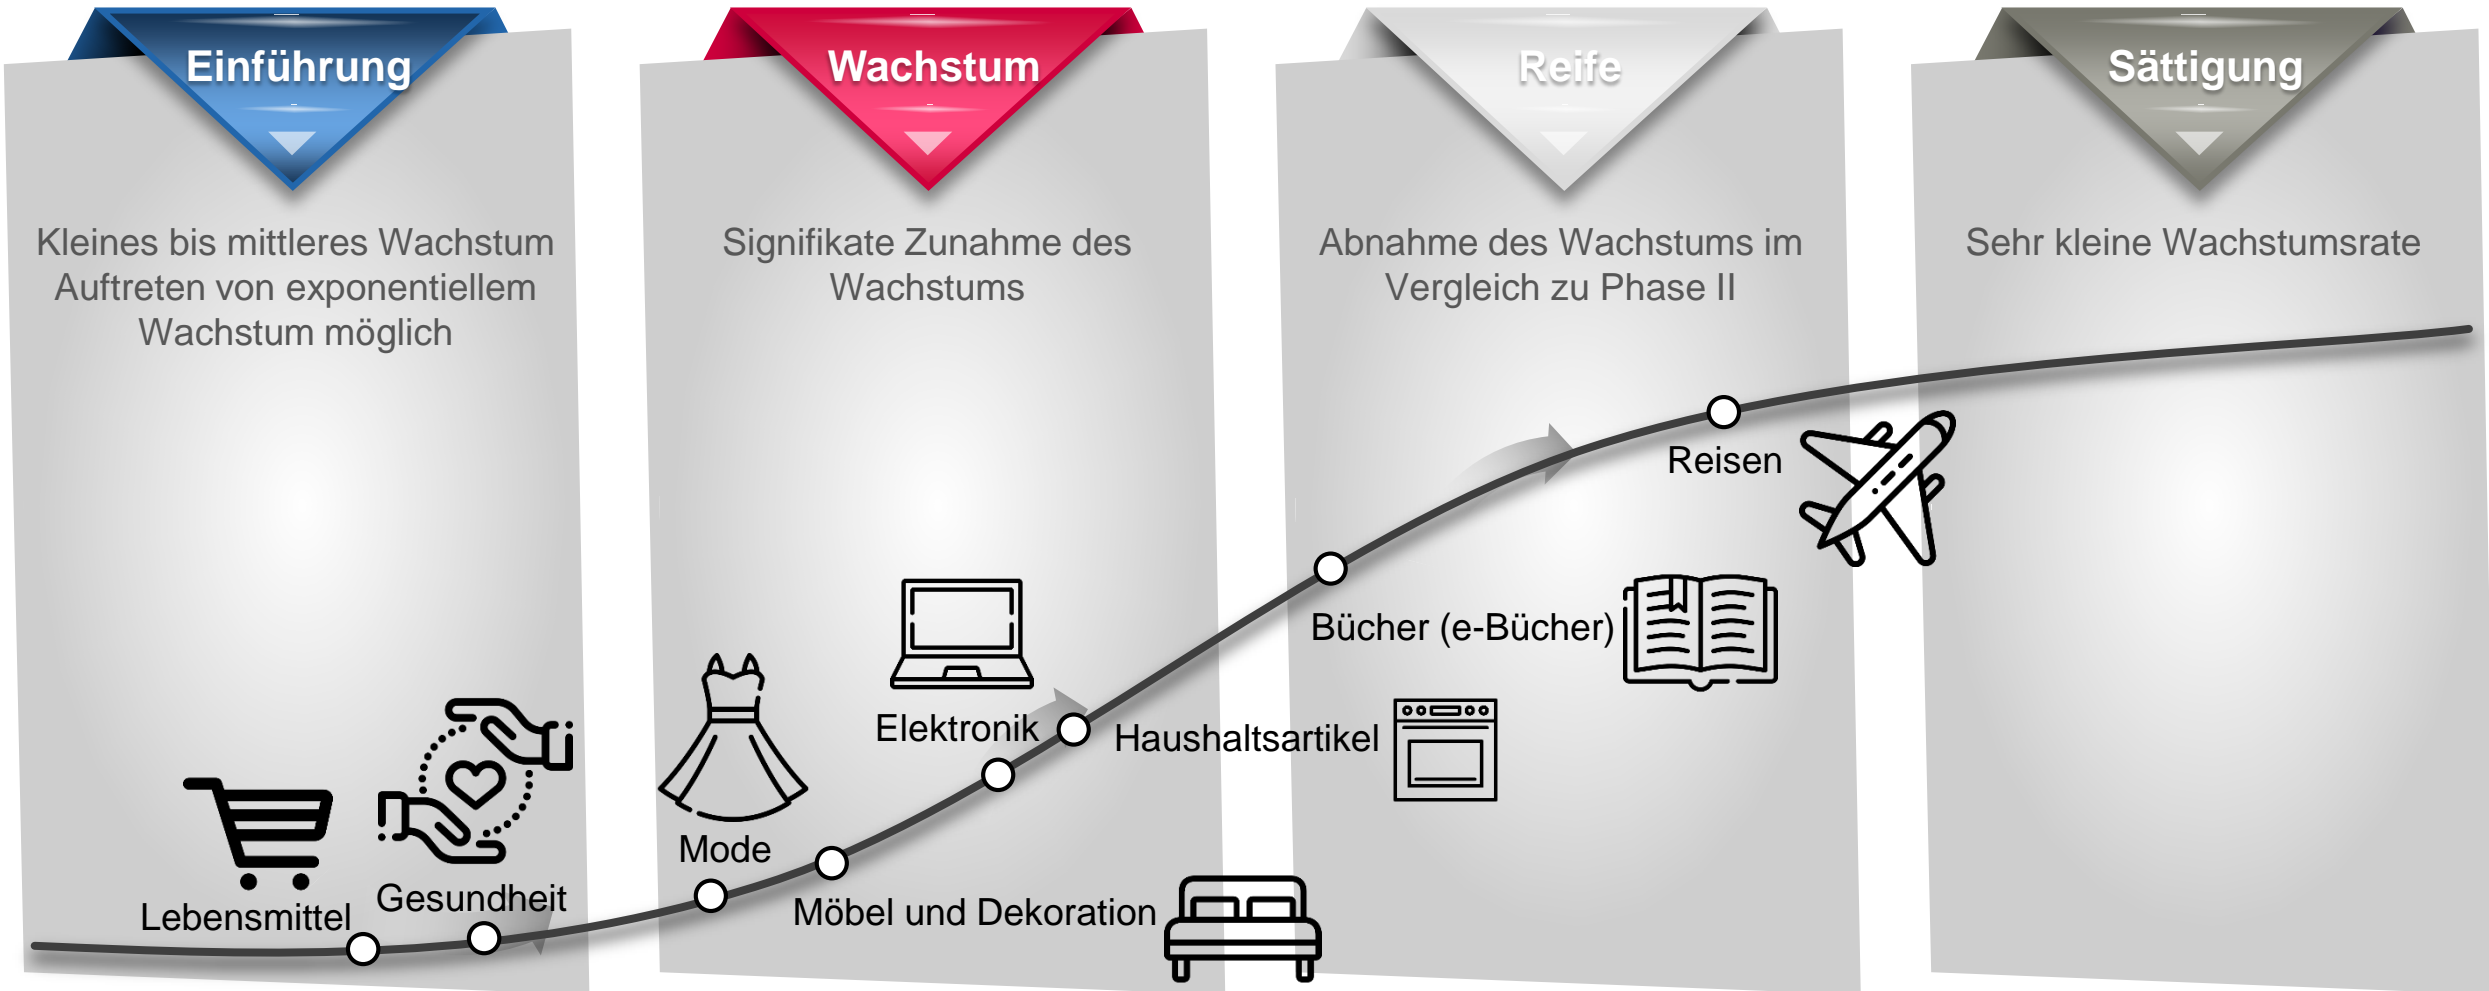 Einführung
Kleines bis mittleres Wachstum
Auftreten von exponentiellem
Wachstum möglich
Wachstum
Signifikate Zunahme des
Wachstums
Reife
Abnahme des Wachstums im
Vergleich zu Phase II
Sättigung
Sehr kleine Wachstumsrate
Lebensmittel
Gesundheit
Mode
Möbel und Dekoration
Elektronik
Haushaltsartikel
Bücher (e-Bücher)
Reisen